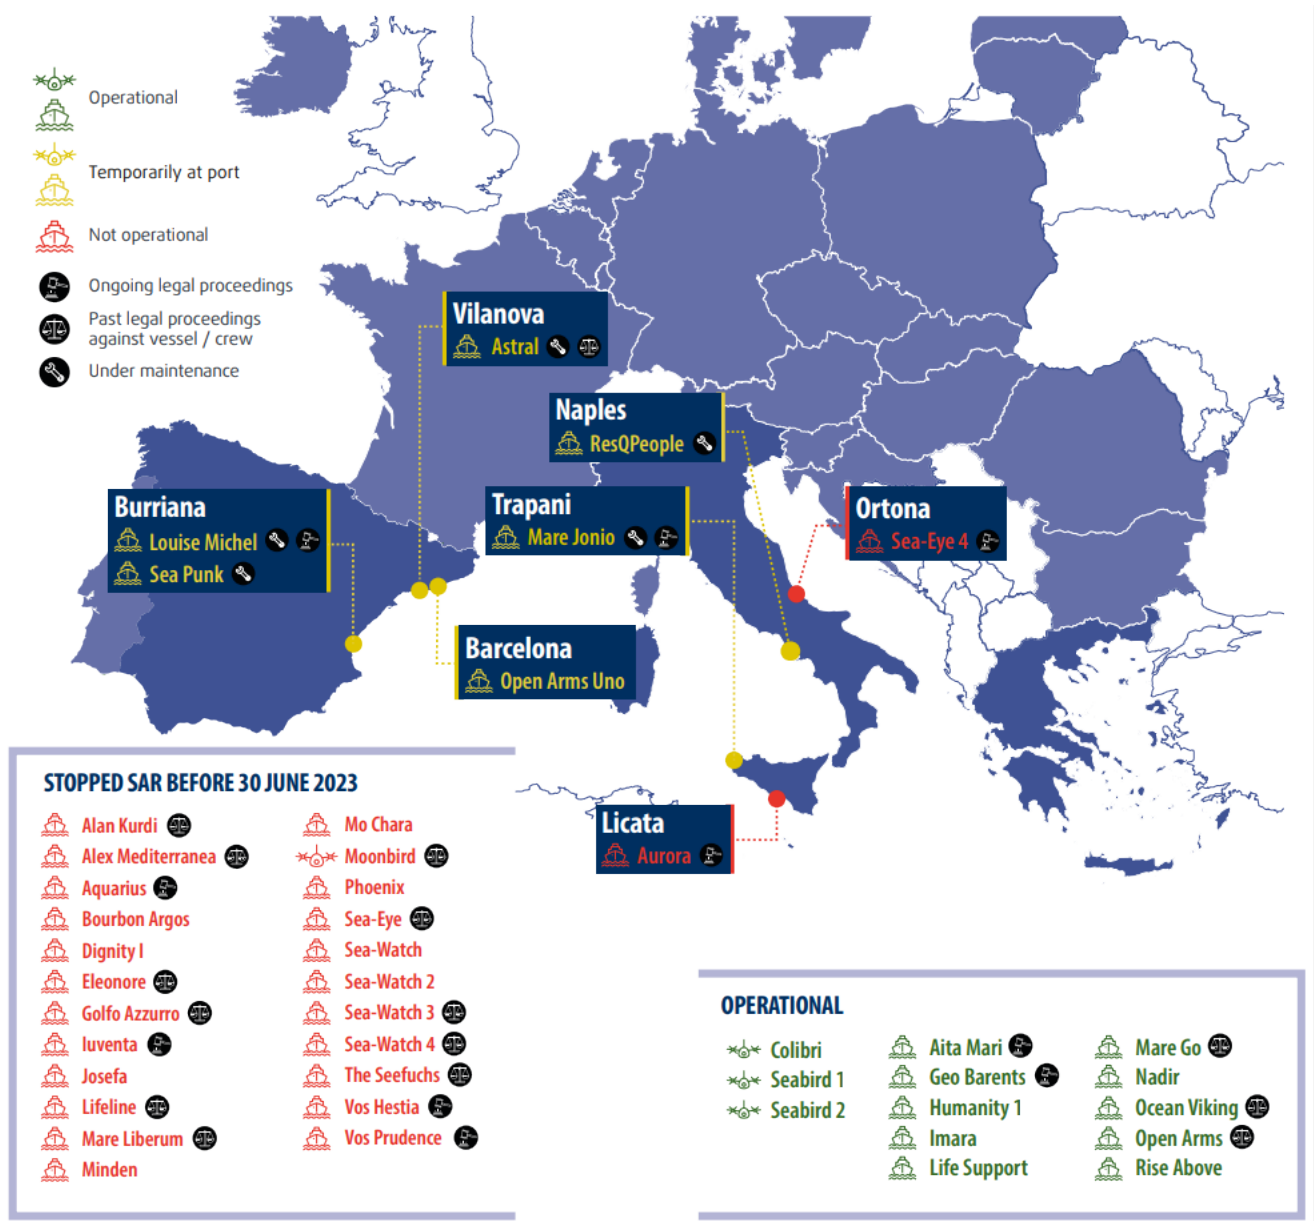 Operational
Temporarily at port
Not operational
Ongoing legal proceedings
Past legal proceedings
against vessel / crew
Under maintenance
Vilanova
Astral
Naples
ResQPeople
Burriana
Louise Michel
Sea Punk
Trapani
Mare Jonio
Ortona
Sea-Eye 4
Barcelona
Open Arms Uno
Licata
Aurora
STOPPED SAR BEFORE 30 JUNE 2023
Alan Kurdi
Alex Mediterranea
Aquarius
Bourbon Argos
Dignity I
Eleonore
Golfo Azzurro
Iuventa
Josefa
Lifeline
Mare Liberum
Minden
Mo Chara
Moonbird
Phoenix
Sea-Eye
Sea-Watch
Sea-Watch 2
Sea-Watch 3
Sea-Watch 4
The Seefuchs
Vos Hestia
Vos Prudence
OPERATIONAL
Colibri
Seabird 1
Seabird 2
Aita Mari
Geo Barents
Humanity 1
Imara
Life Support
Mare Go
Nadir
Ocean Viking
Open Arms
Rise Above